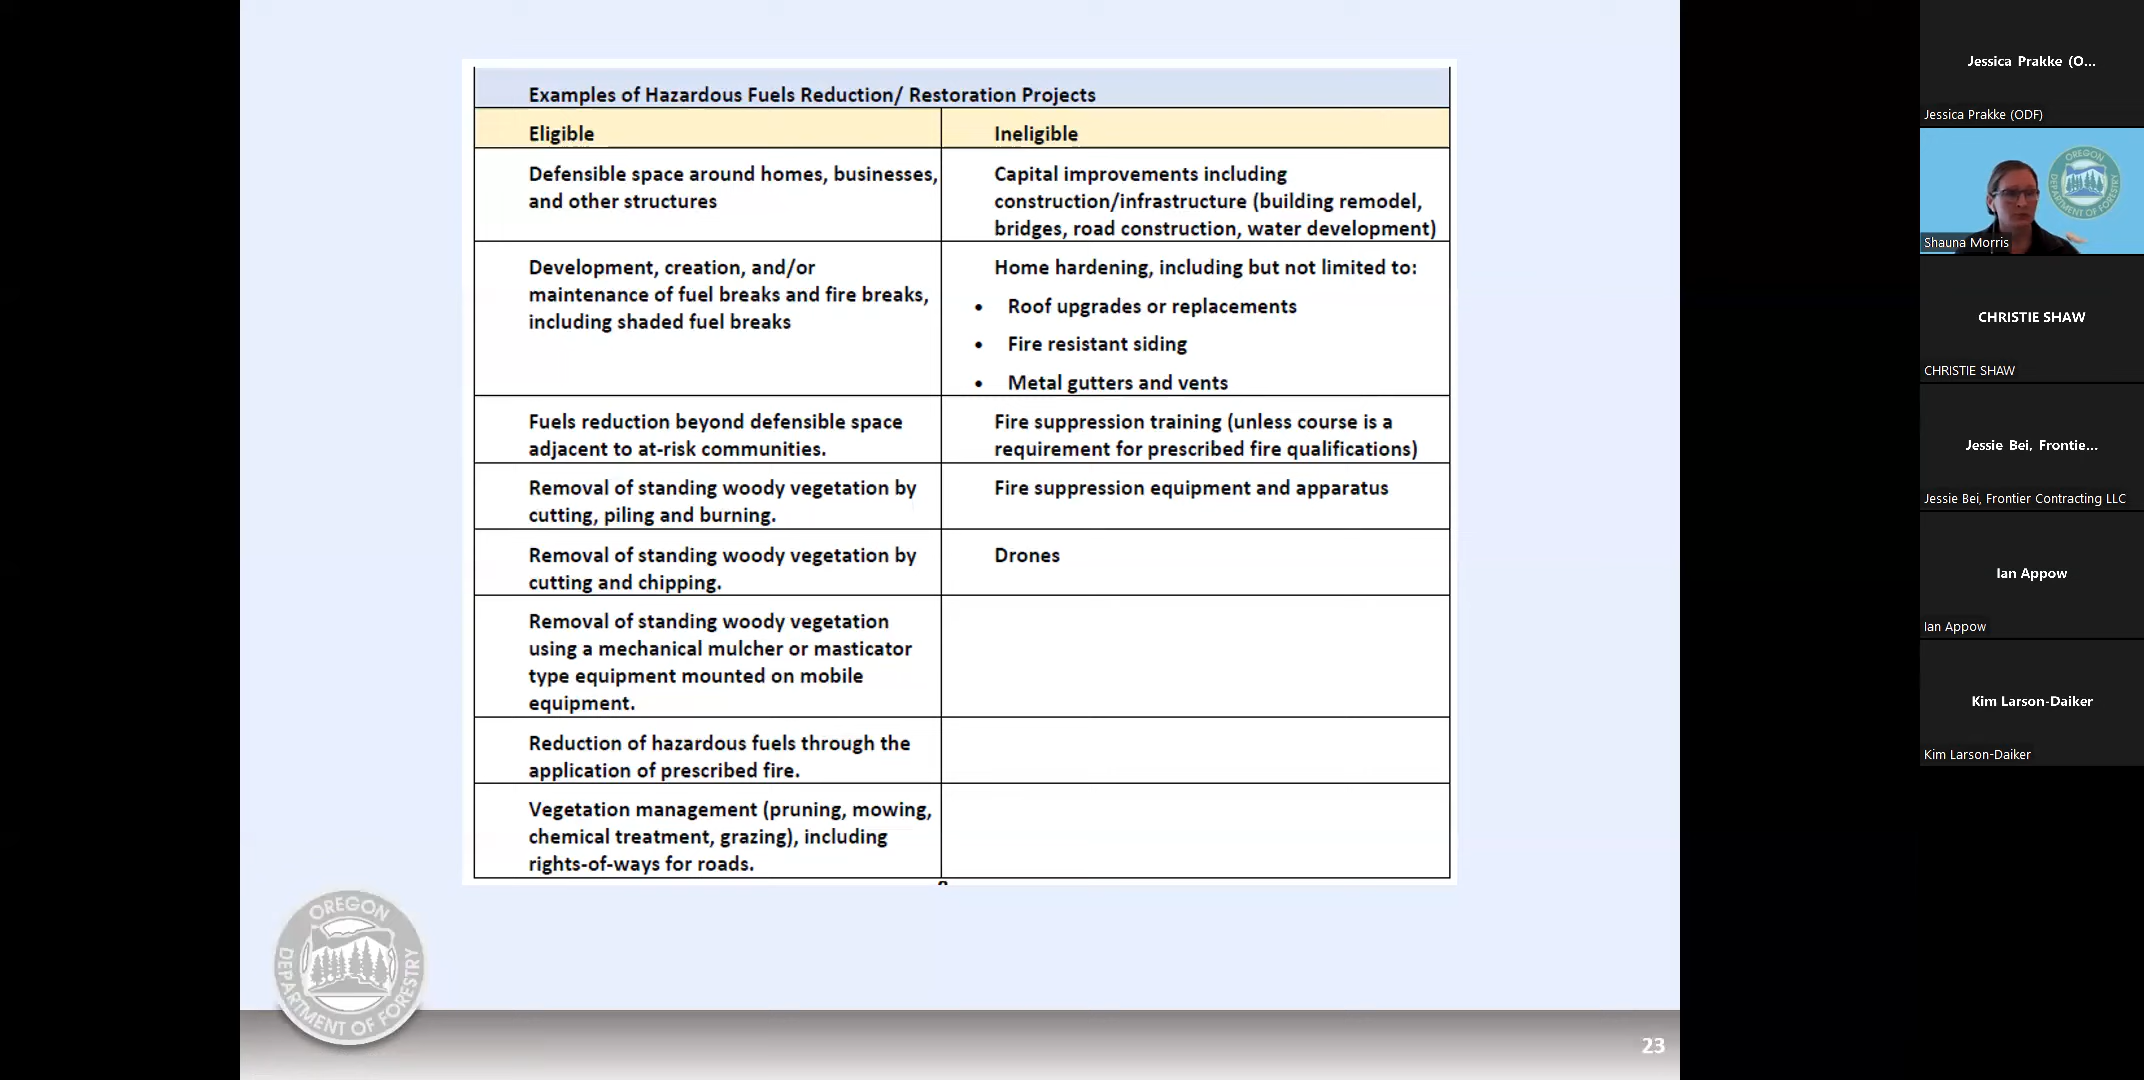 Examples of Hazardous Fuels Reduction/ Restoration Projects
Eligible
Ineligible
Defensible space around homes, businesses,
and other structures
Capital improvements including
construction/infrastructure (building remodel,
bridges, road construction, water development)
Development, creation, and/or
maintenance of fuel breaks and fire breaks,
including shaded fuel breaks
Home hardening, including but not limited to:
• Roof upgrades or replacements
• Fire resistant siding
• Metal gutters and vents
Fuels reduction beyond defensible space
adjacent to at-risk communities.
Fire suppression training (unless course is a
requirement for prescribed fire qualifications)
Removal of standing woody vegetation by
cutting, piling and burning.
Fire suppression equipment and apparatus
Removal of standing woody vegetation by
cutting and chipping.
Drones
Removal of standing woody vegetation
using a mechanical mulcher or masticator
type equipment mounted on mobile
equipment.
Reduction of hazardous fuels through the
application of prescribed fire.
Vegetation management (pruning, mowing,
chemical treatment, grazing), including
rights-of-ways for roads.
OREGON
DEPARTMENT OF FORESTRY
23
Jessica Prakke (O...
Jessica Prakke (ODF)
OREGON
DEPARTMENT OF FORESTRY
Shauna Morris
CHRISTIE SHAW
CHRISTIE SHAW
Jessie Bei, Frontie...
Jessie Bei, Frontier Contracting LLC
Ian Appow
Ian Appow
Kim Larson-Daiker
Kim Larson-Daiker